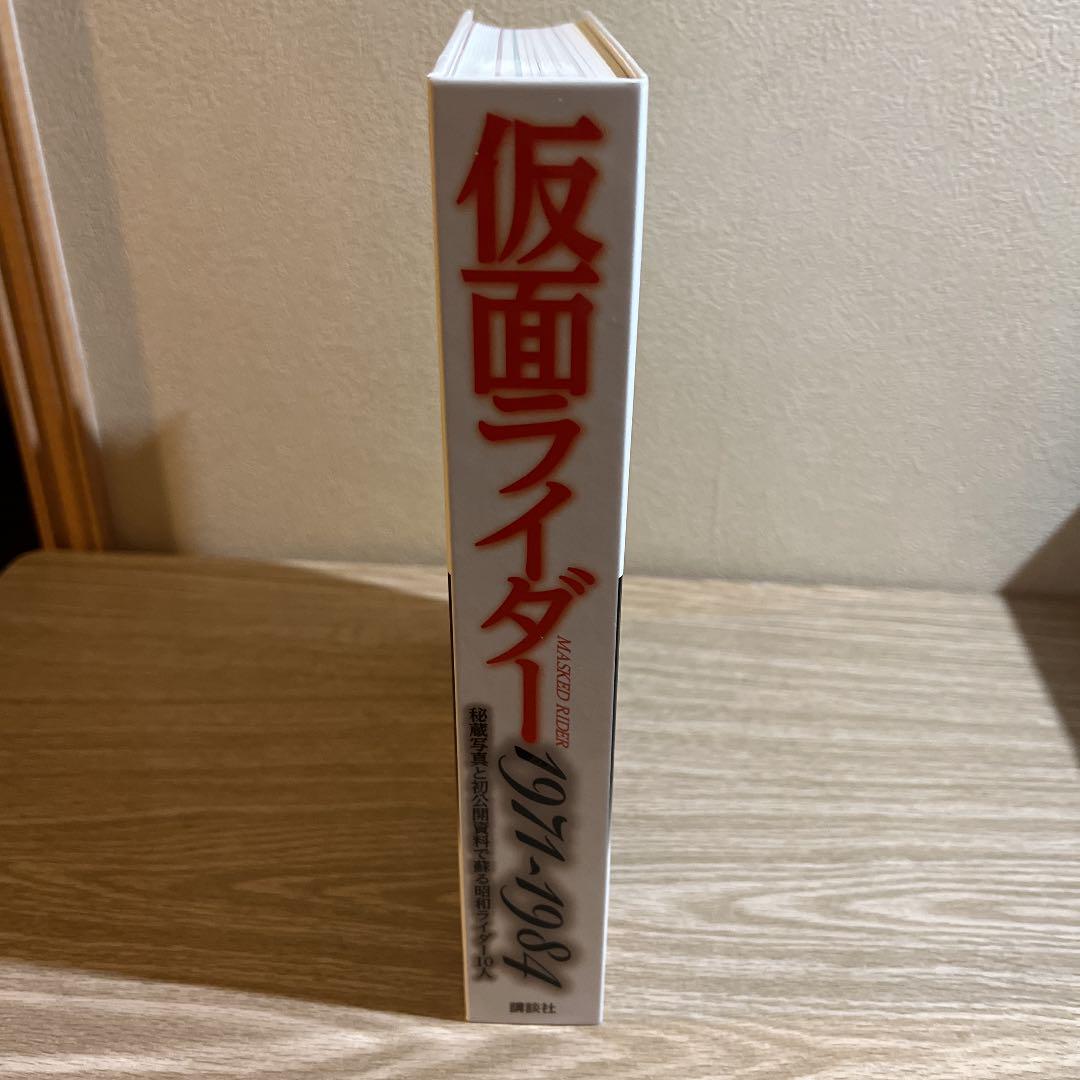 仮面ライダー
MASKED RIDER
1971~1984
秘蔵写真と初公開資料で蘇る昭和ライダー10人
講談社